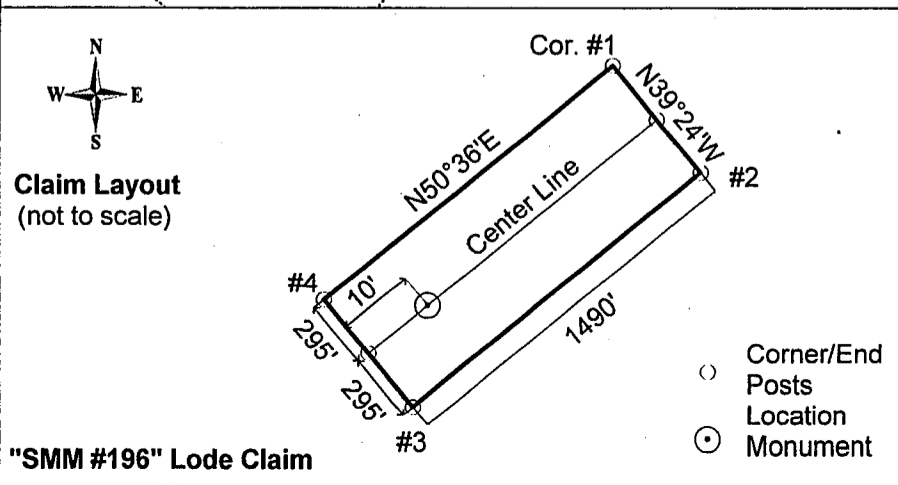 N
W E
S
Claim Layout
(not to scale)
Cor. #1
N39°24'W
N50°36'E
#2
Center Line
#4
10'
1490'
295'
295'
#3
Corner/End
Posts
Location
Monument
"SMM #196" Lode Claim